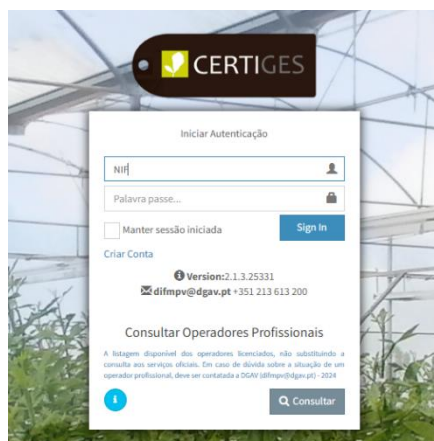 CERTIGES
Iniciar Autenticação
NIF
Palavra passe...
Manter sessão iniciada
Sign In
Criar Conta
Version:2.1.3.25331
difmpv@dgav.pt +351 213 613 200
Consultar Operadores Profissionais
A listagem disponível dos operadores licenciados, não substituindo a
consulta aos serviços oficiais. Em caso de dúvida sobre a situação de um
operador profissional, deve ser contatada a DGAV (difmpv@dgav.pt) - 2024
Consultar